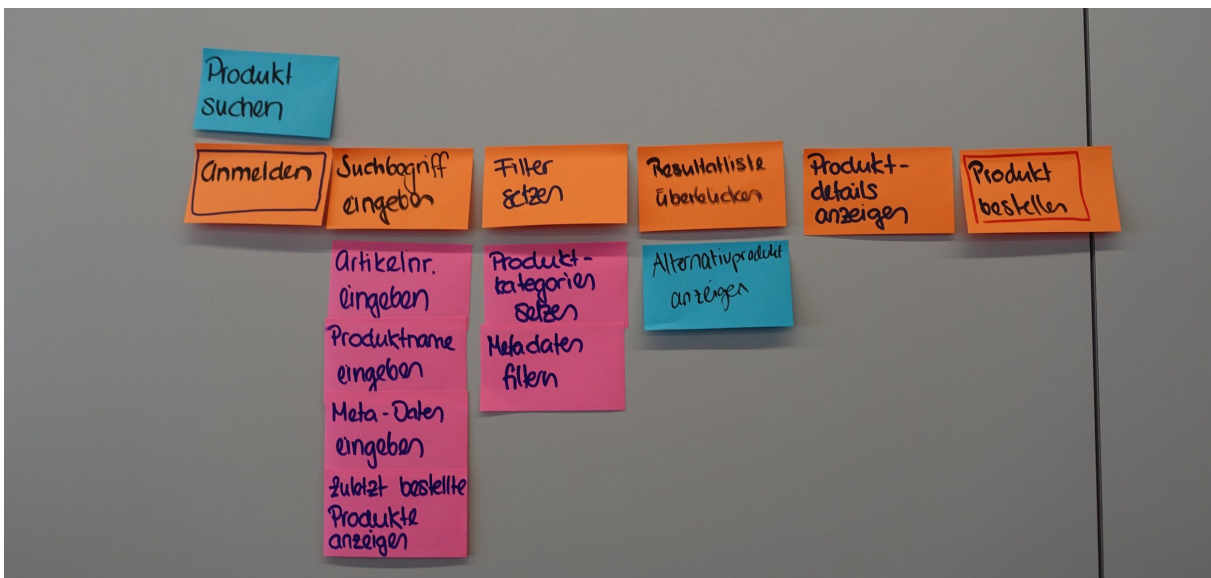 Produkt
suchen
anmelden
Suchbegriff
eingeben
Filter
setzen
Resultatliste
überblicken
Produkt-
details
anzeigen
Produkt
bestellen
Artikelnr.
eingeben
Produktname
eingeben
Meta-Daten
eingeben
zuletzt bestellte
Produkte
anzeigen
Produkt-
kategorien
setzen
Metadaten
filtern
Alternativprodukt
anzeigen